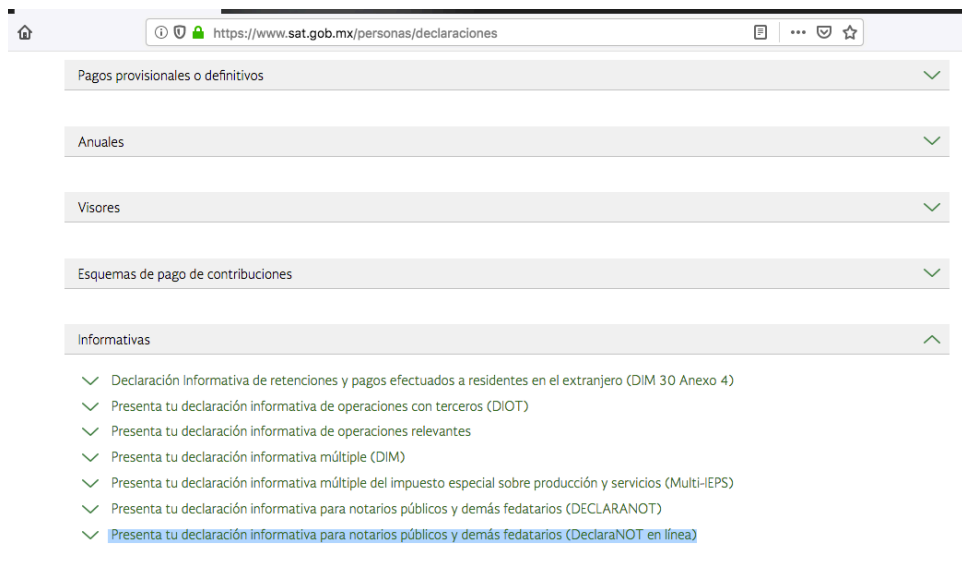 https://www.sat.gob.mx/personas/declaraciones
Pagos provisionales o definitivos
Anuales
Visores
Esquemas de pago de contribuciones
Informativas
Declaración Informativa de retenciones y pagos efectuados a residentes en el extranjero (DIM 30 Anexo 4)
Presenta tu declaración informativa de operaciones con terceros (DIOT)
Presenta tu declaración informativa de operaciones relevantes
Presenta tu declaración informativa múltiple (DIM)
Presenta tu declaración informativa múltiple del impuesto especial sobre producción y servicios (Multi-IEPS)
Presenta tu declaración informativa para notarios públicos y demás fedatarios (DECLARANOT)
Presenta tu declaración informativa para notarios públicos y demás fedatarios (DeclaraNOT en línea)